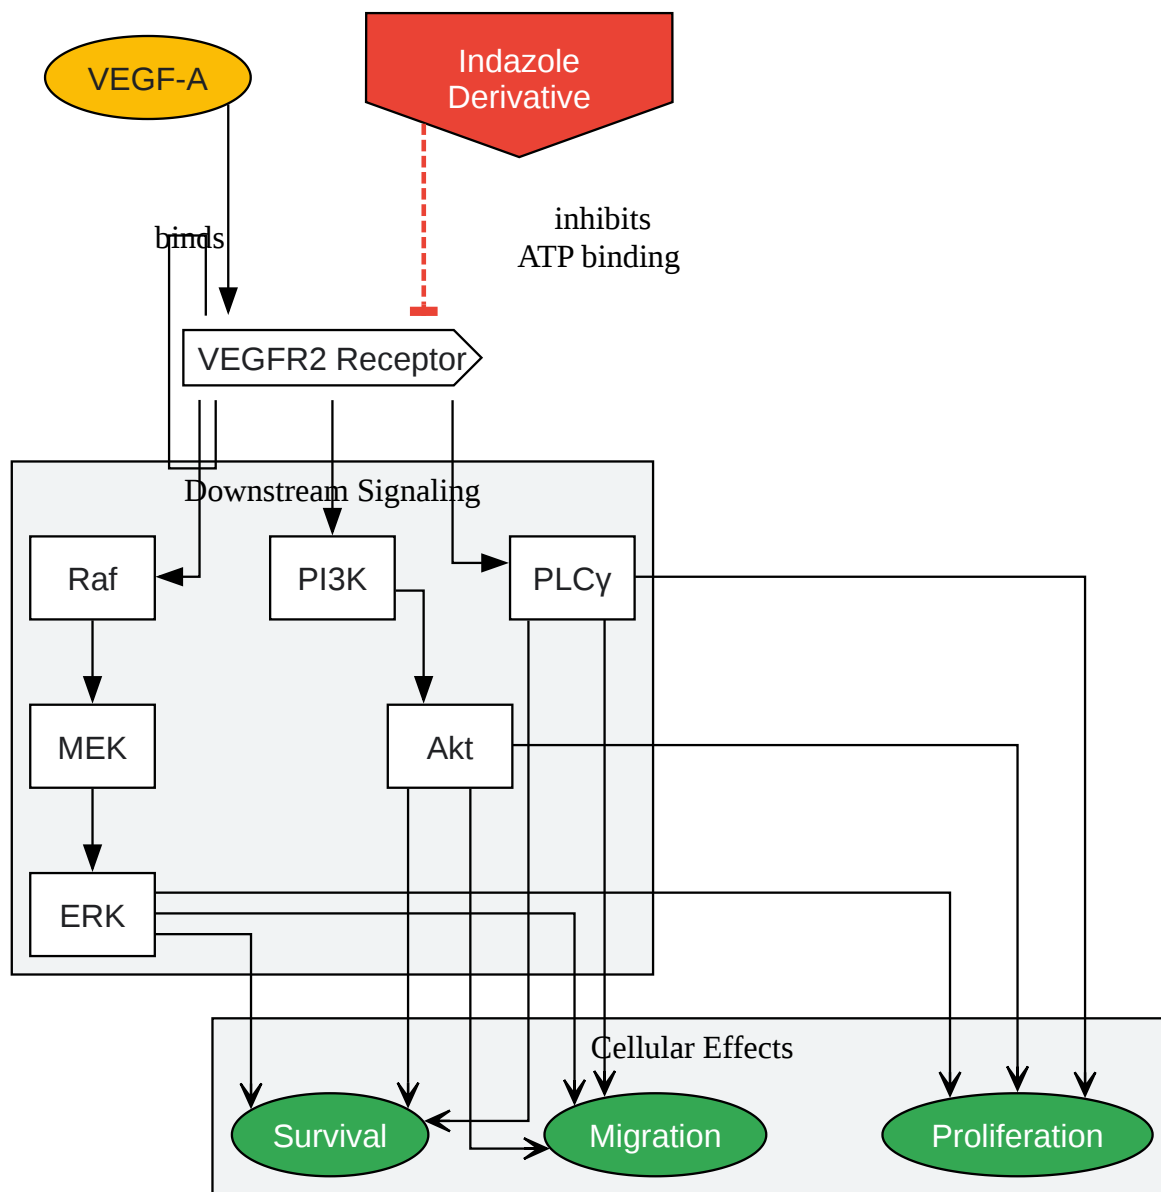 VEGF-A
Indazole
Derivative
binds
inhibits
ATP binding
VEGFR2 Receptor
Downstream Signaling
Raf
PI3K
PLCγ
MEK
Akt
ERK
Cellular Effects
Survival
Migration
Proliferation